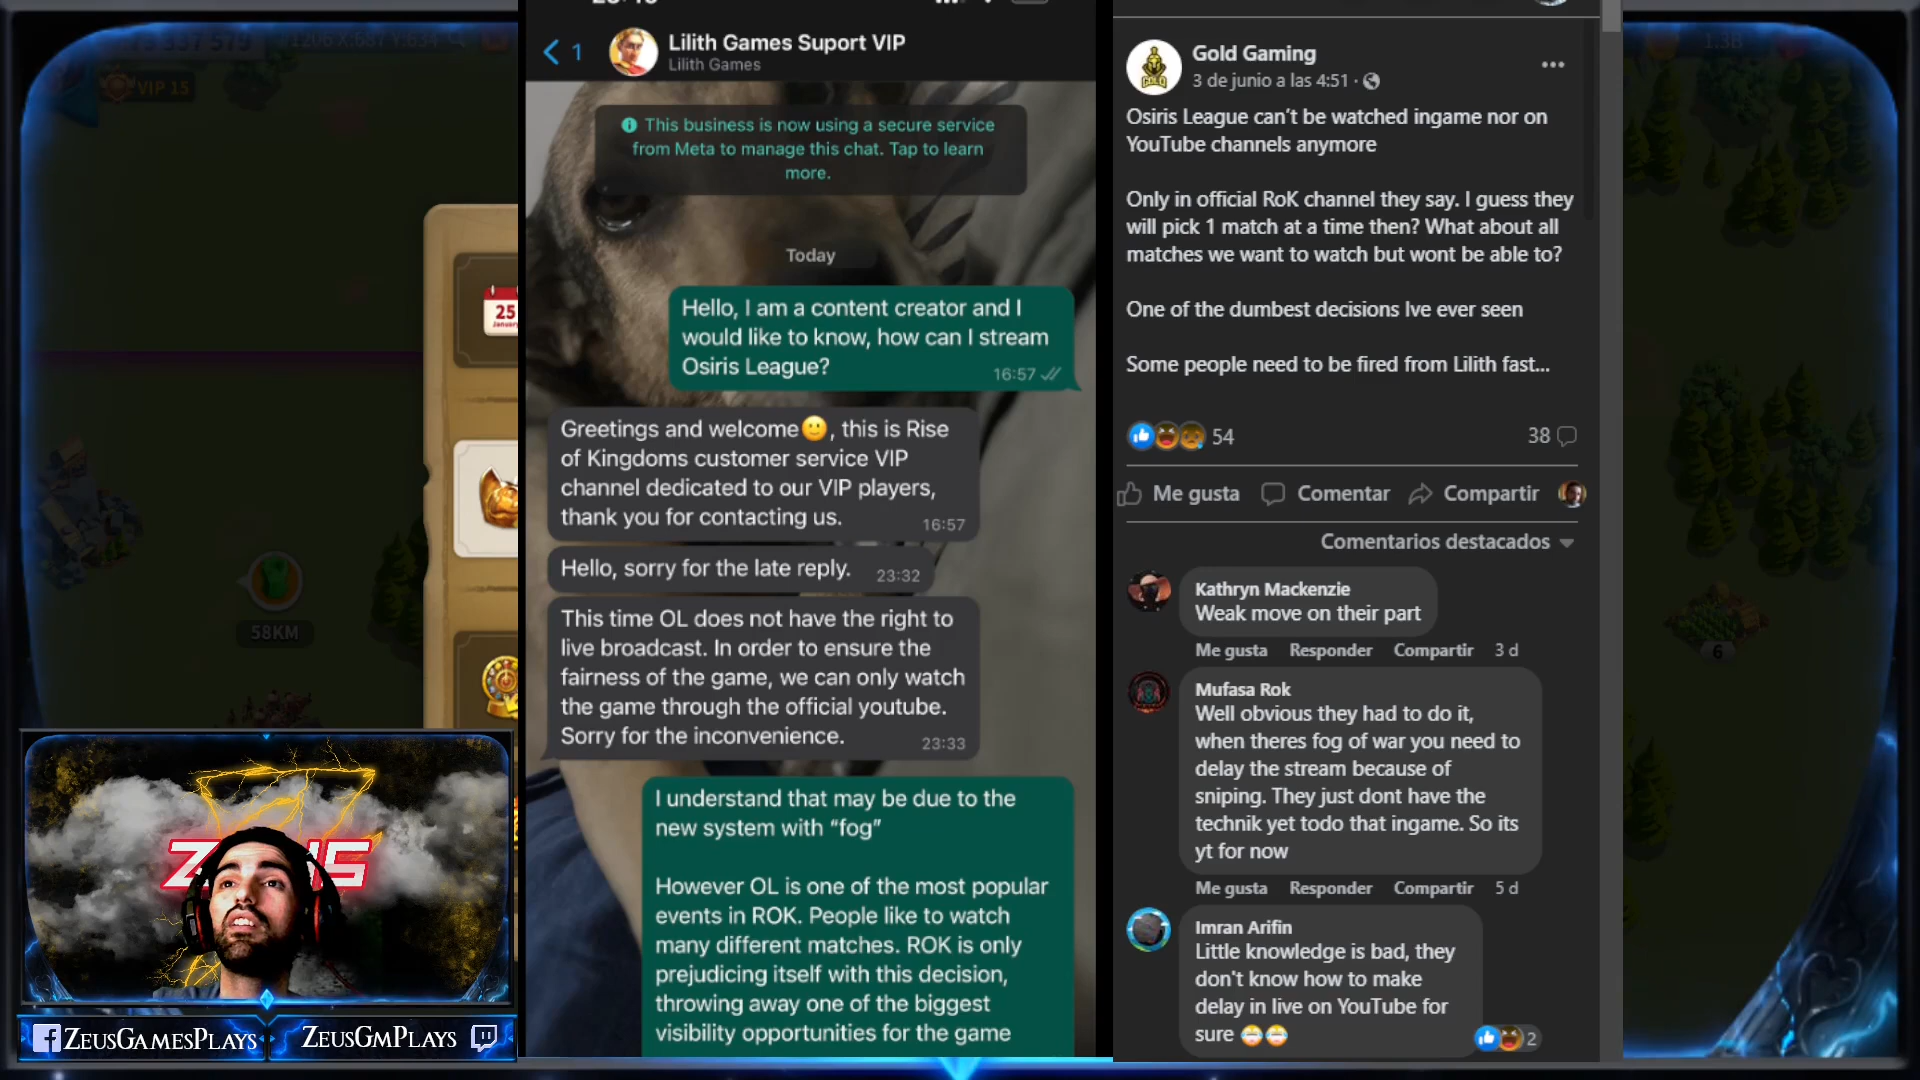 VIP 15
25
January
58KM
ZEUS
ZEUSGAMESPLAYS
ZEUSGMPLAYS
1
Lilith Games Suport VIP
Lilith Games
This business is now using a secure service
from Meta to manage this chat. Tap to learn
more.
Today
Hello, I am a content creator and I
would like to know, how can I stream
Osiris League?
16:57
Greetings and welcome🙂, this is Rise
of Kingdoms customer service VIP
channel dedicated to our VIP players,
thank you for contacting us.
16:57
Hello, sorry for the late reply.
23:32
This time OL does not have the right to
live broadcast. In order to ensure the
fairness of the game, we can only watch
the game through the official youtube.
Sorry for the inconvenience.
23:33
I understand that may be due to the
new system with “fog”
However OL is one of the most popular
events in ROK. People like to watch
many different matches. ROK is only
prejudicing itself with this decision,
throwing away one of the biggest
visibility opportunities for the game
GOLD
Gold Gaming
3 de junio a las 4:51 ·
Osiris League can’t be watched ingame nor on
YouTube channels anymore
Only in official RoK channel they say. I guess they
will pick 1 match at a time then? What about all
matches we want to watch but wont be able to?
One of the dumbest decisions Ive ever seen
Some people need to be fired from Lilith fast...
54
38
Me gusta Comentar Compartir
Comentarios destacados
Kathryn Mackenzie
Weak move on their part
Me gusta Responder Compartir 3 d
Mufasa Rok
Well obvious they had to do it,
when theres fog of war you need to
delay the stream because of
sniping. They just dont have the
technik yet todo that ingame. So its
yt for now
Me gusta Responder Compartir 5 d
Imran Arifin
Little knowledge is bad, they
don't know how to make
delay in live on YouTube for
sure 😂😂
2
1.3B
6